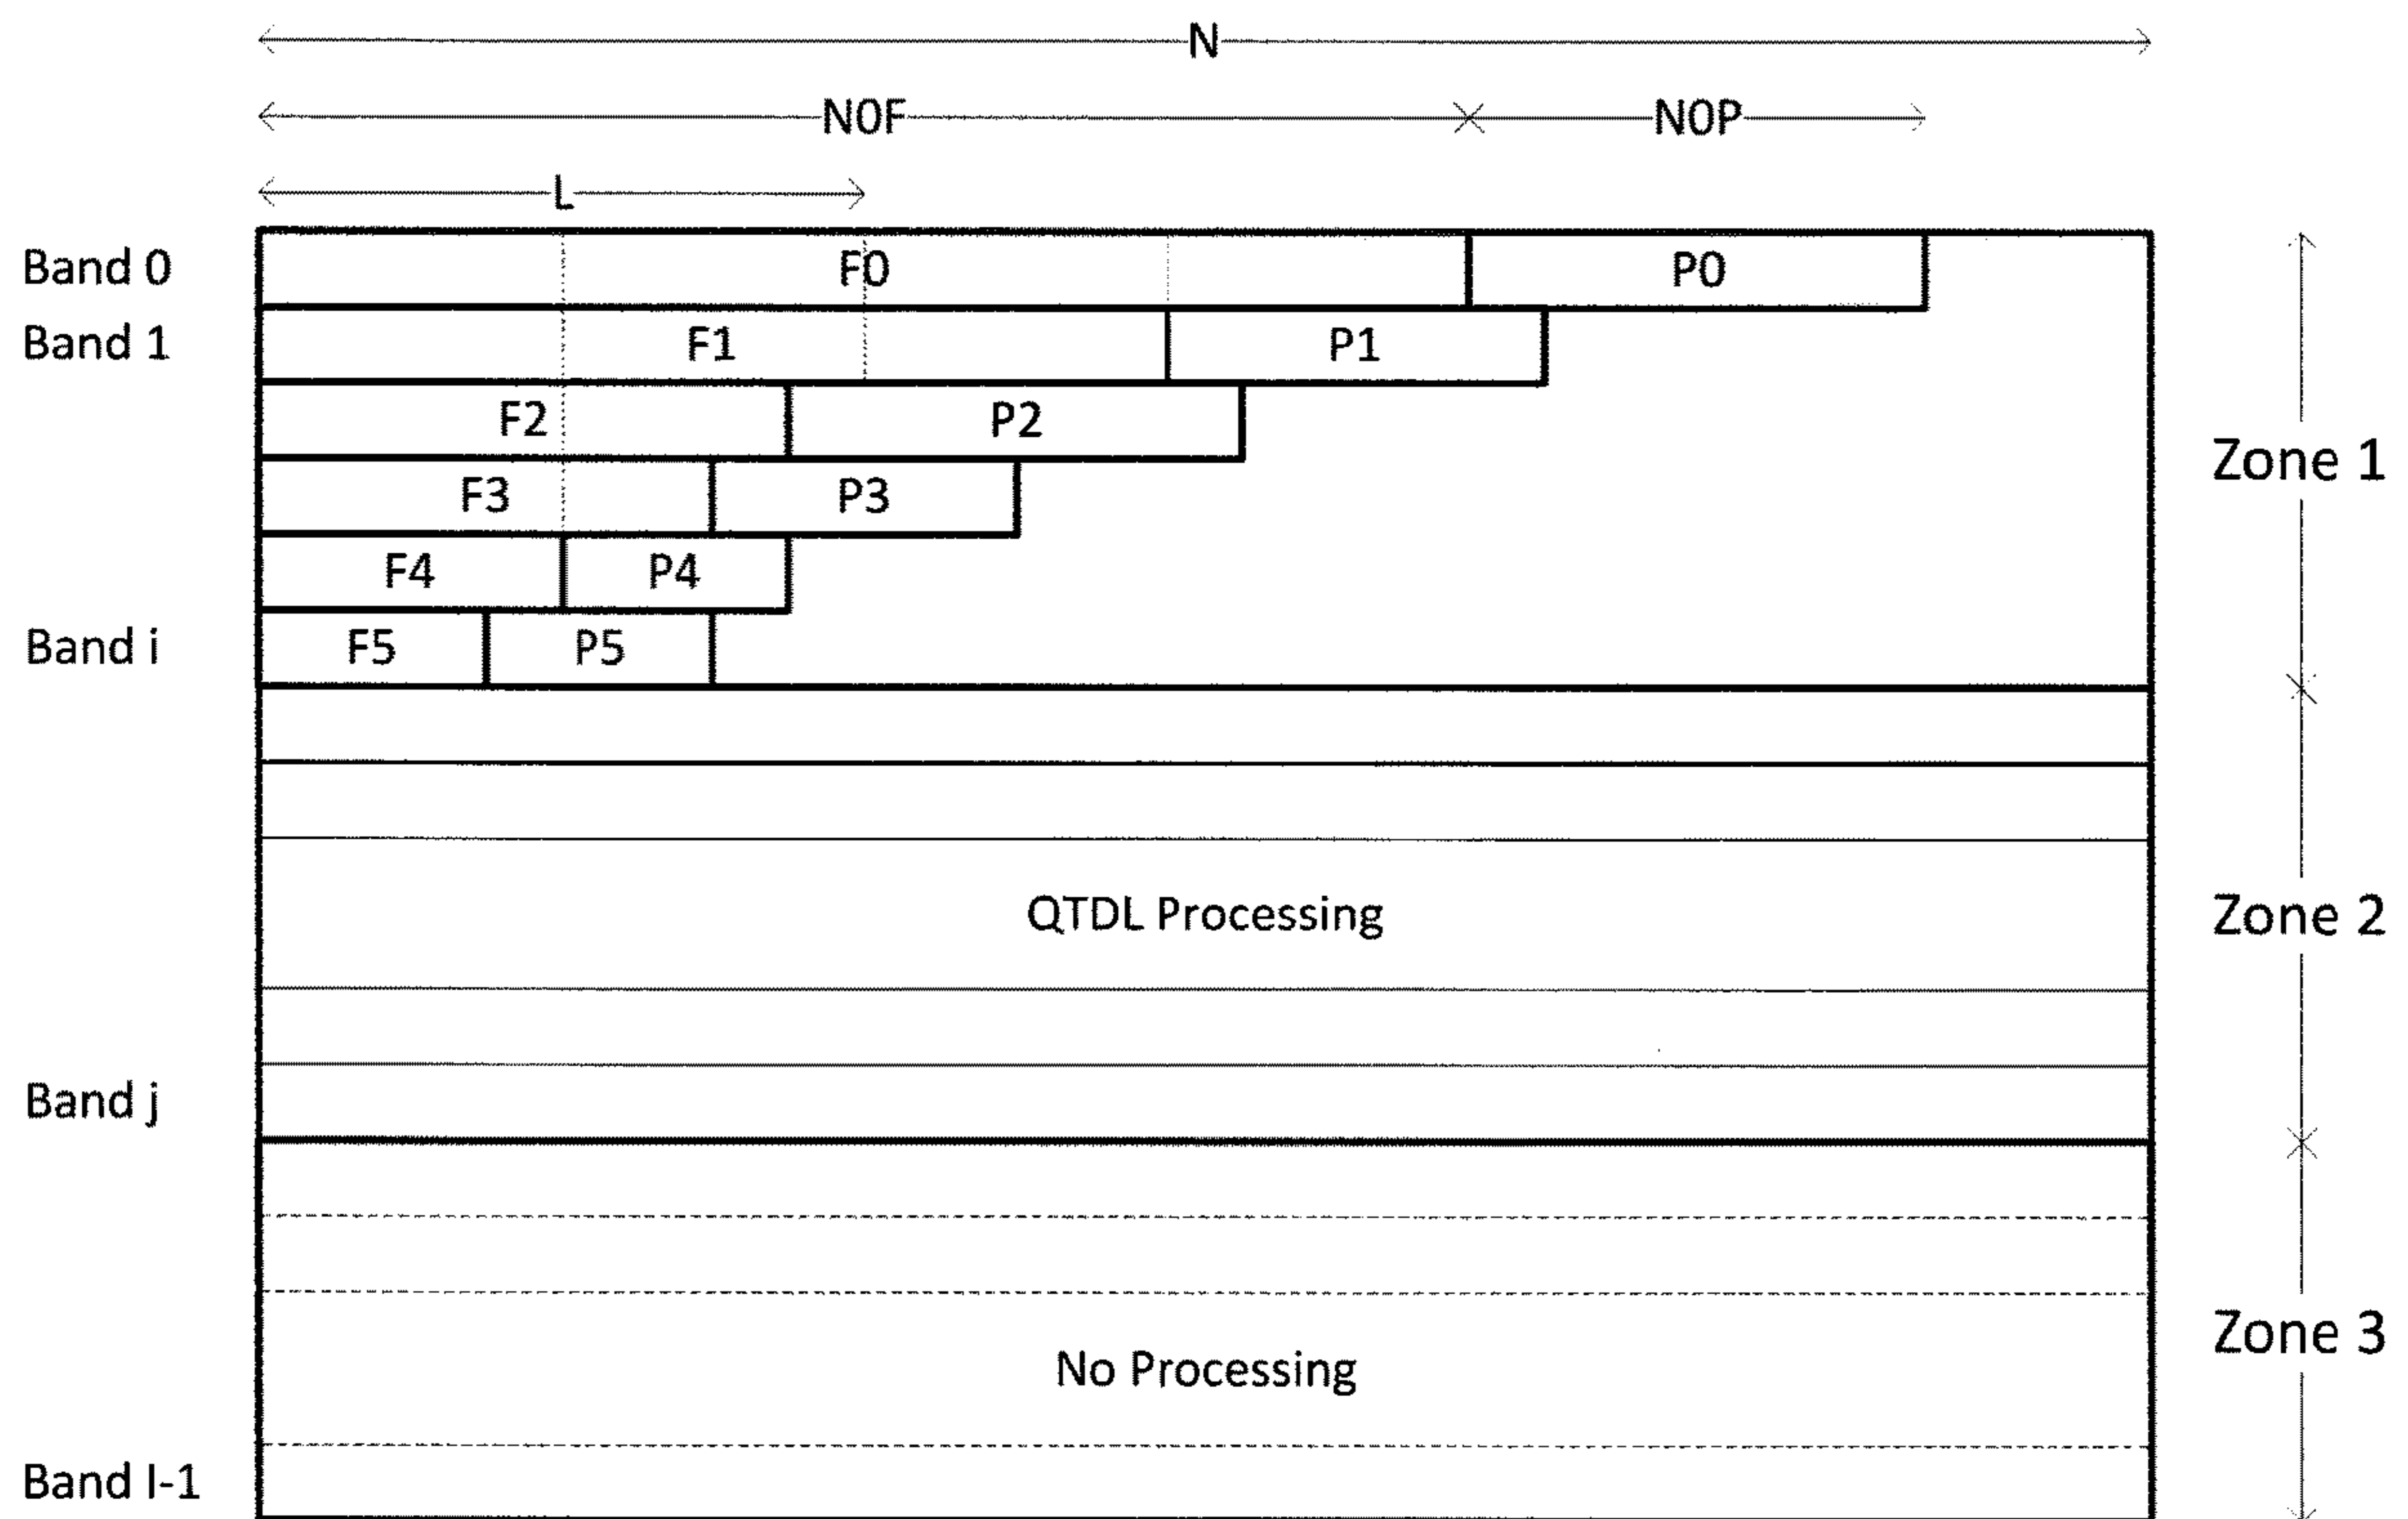 N
N0F N0P
L
Band 0 F0 P0
Band 1 F1 P1
F2 P2
F3 P3
Zone 1
F4 P4
Band i F5 P5
QTDL Processing
Zone 2
Band j
No Processing
Zone 3
Band I-1